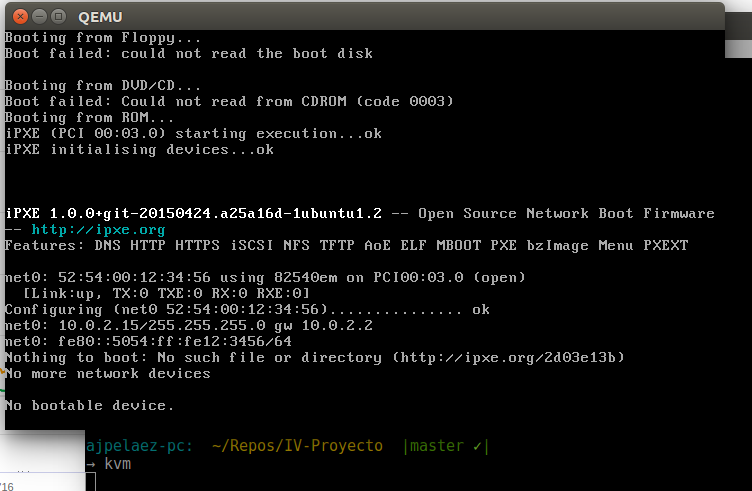 QEMU
Booting from Floppy...
Boot failed: could not read the boot disk
Booting from DVD/CD...
Boot failed: Could not read from CDROM (code 0003)
Booting from ROM...
iPXE (PCI 00:03.0) starting execution...ok
iPXE initialising devices...ok
iPXE 1.0.0+git-20150424.a25a16d-1ubuntu1.2 -- Open Source Network Boot Firmware
-- http://ipxe.org
Features: DNS HTTP HTTPS iSCSI NFS TFTP AoE ELF MBOOT PXE bzImage Menu PXEXT
net0: 52:54:00:12:34:56 using 82540em on PCI00:03.0 (open)
[Link:up, TX:0 TXE:0 RX:0 RXE:0]
Configuring (net0 52:54:00:12:34:56)............... ok
net0: 10.0.2.15/255.255.255.0 gw 10.0.2.2
net0: fe80::5054:ff:fe12:3456/64
Nothing to boot: No such file or directory (http://ipxe.org/2d03e13b)
No more network devices
No bootable device.
ajpelaez-pc: ~/Repos/IV-Proyecto |master ✓|
→ kvm
/16